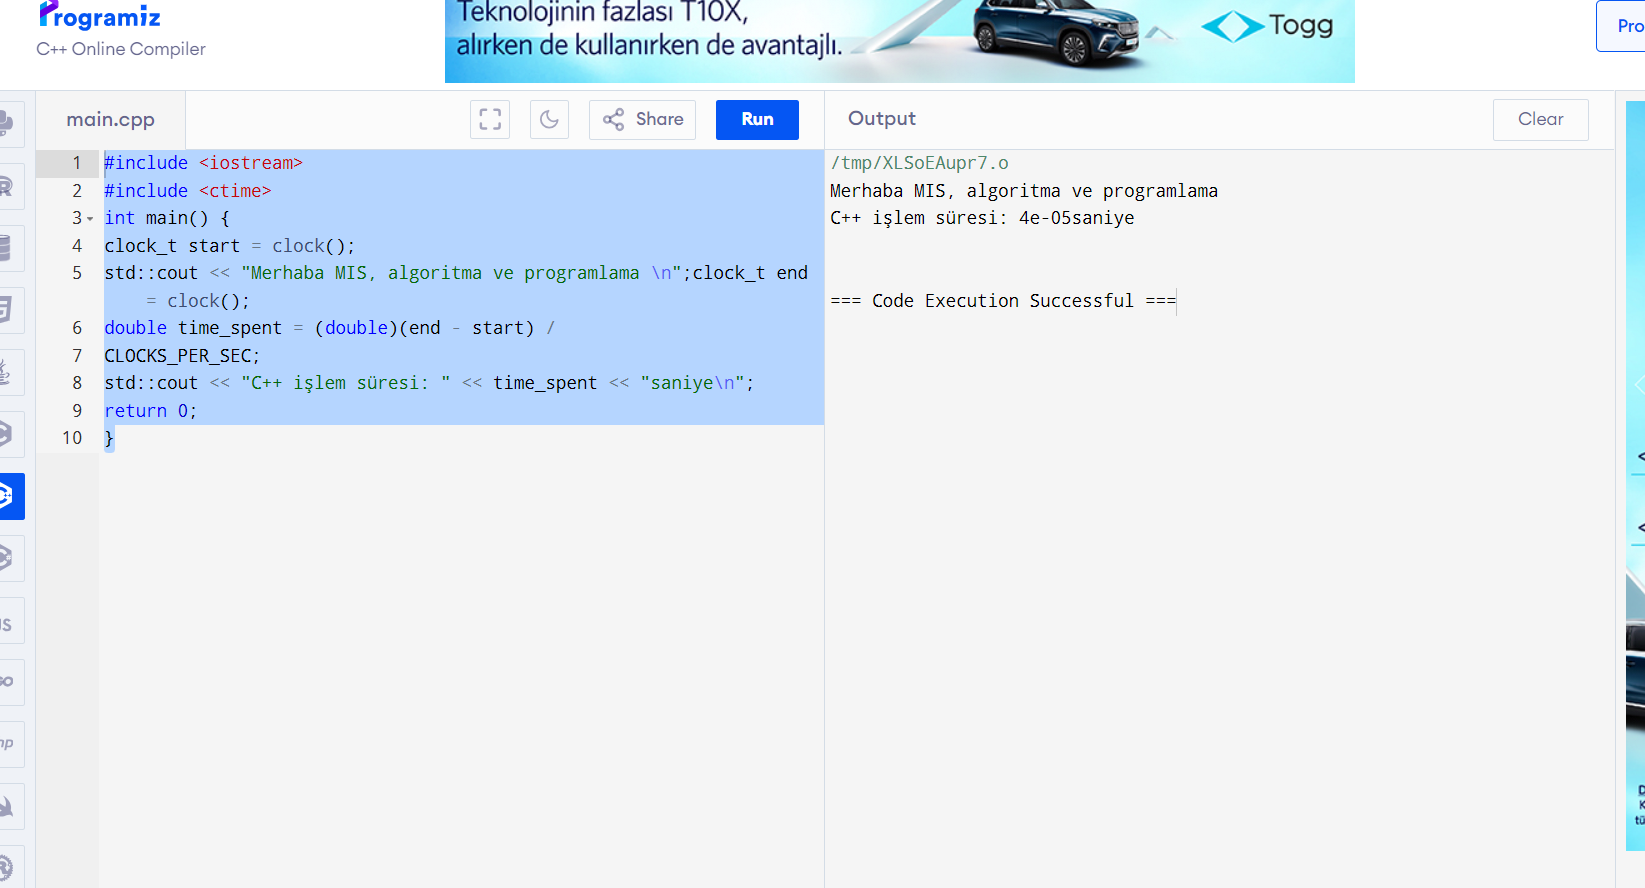 Programiz
C++ Online Compiler
Teknolojinin fazlası T10X,
alırken de kullanırken de avantajlı.
Togg
Pro
main.cpp
Share
Run
Output
Clear
1 #include <iostream>
2 #include <ctime>
3 int main() {
4 clock_t start = clock();
5 std::cout << "Merhaba MIS, algoritma ve programlama \n";clock_t end
= clock();
6 double time_spent = (double)(end - start) /
7 CLOCKS_PER_SEC;
8 std::cout << "C++ işlem süresi: " << time_spent << "saniye\n";
9 return 0;
10 }
/tmp/XLSoEAupr7.o
Merhaba MIS, algoritma ve programlama
C++ işlem süresi: 4e-05saniye
=== Code Execution Successful ===